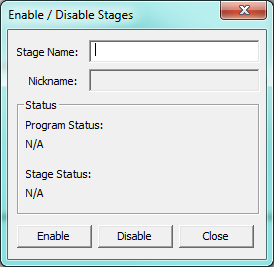 Enable / Disable Stages
Stage Name:
Nickname:
Status
Program Status:
N/A
Stage Status:
N/A
Enable Disable Close